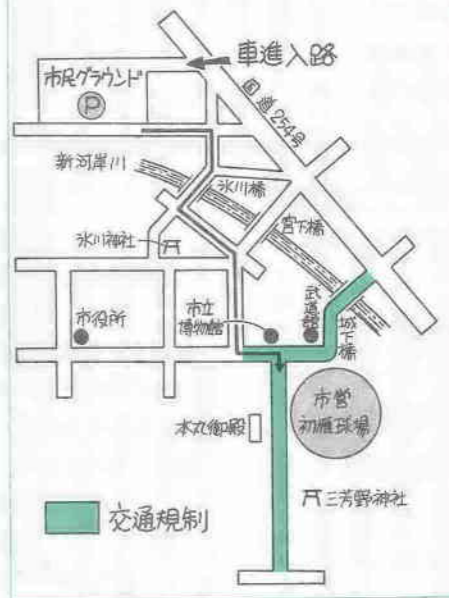 車進入路
市民グラウンド
P
国道254号
新河岸川
氷川橋
宮下橋
氷川神社
市役所
市立
博物館
武道館
城下橋
市営
初雁球場
本丸御殿
三芳野神社
交通規制